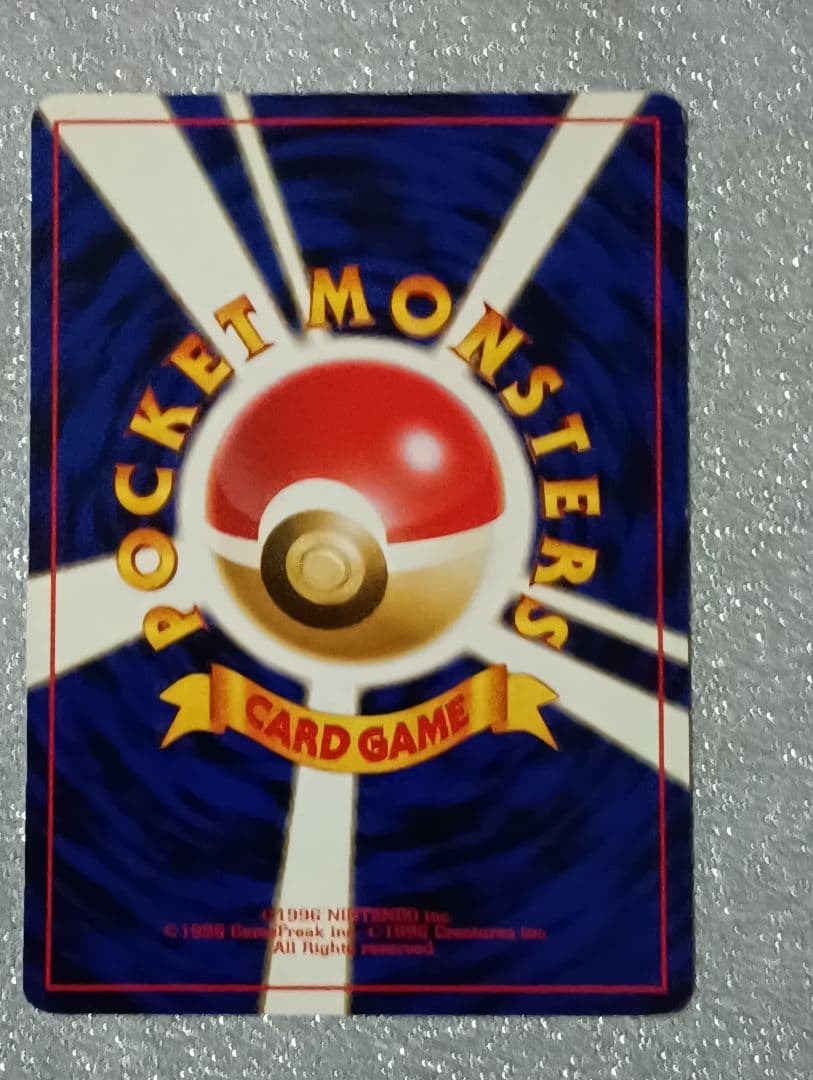 POCKET MONSTERS
CARD GAME
©1996 NINTENDO inc.
©1996 GameFreak inc. ©1996 Creatures inc.
All Rights reserved